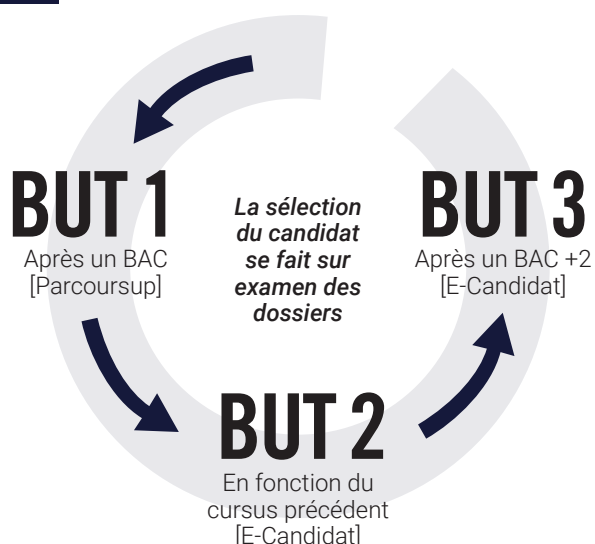 BUT 1
Après un BAC
[Parcoursup]
La sélection
du candidat
se fait sur
examen des
dossiers
BUT 3
Après un BAC +2
[E-Candidat]
BUT 2
En fonction du
cursus précédent
[E-Candidat]